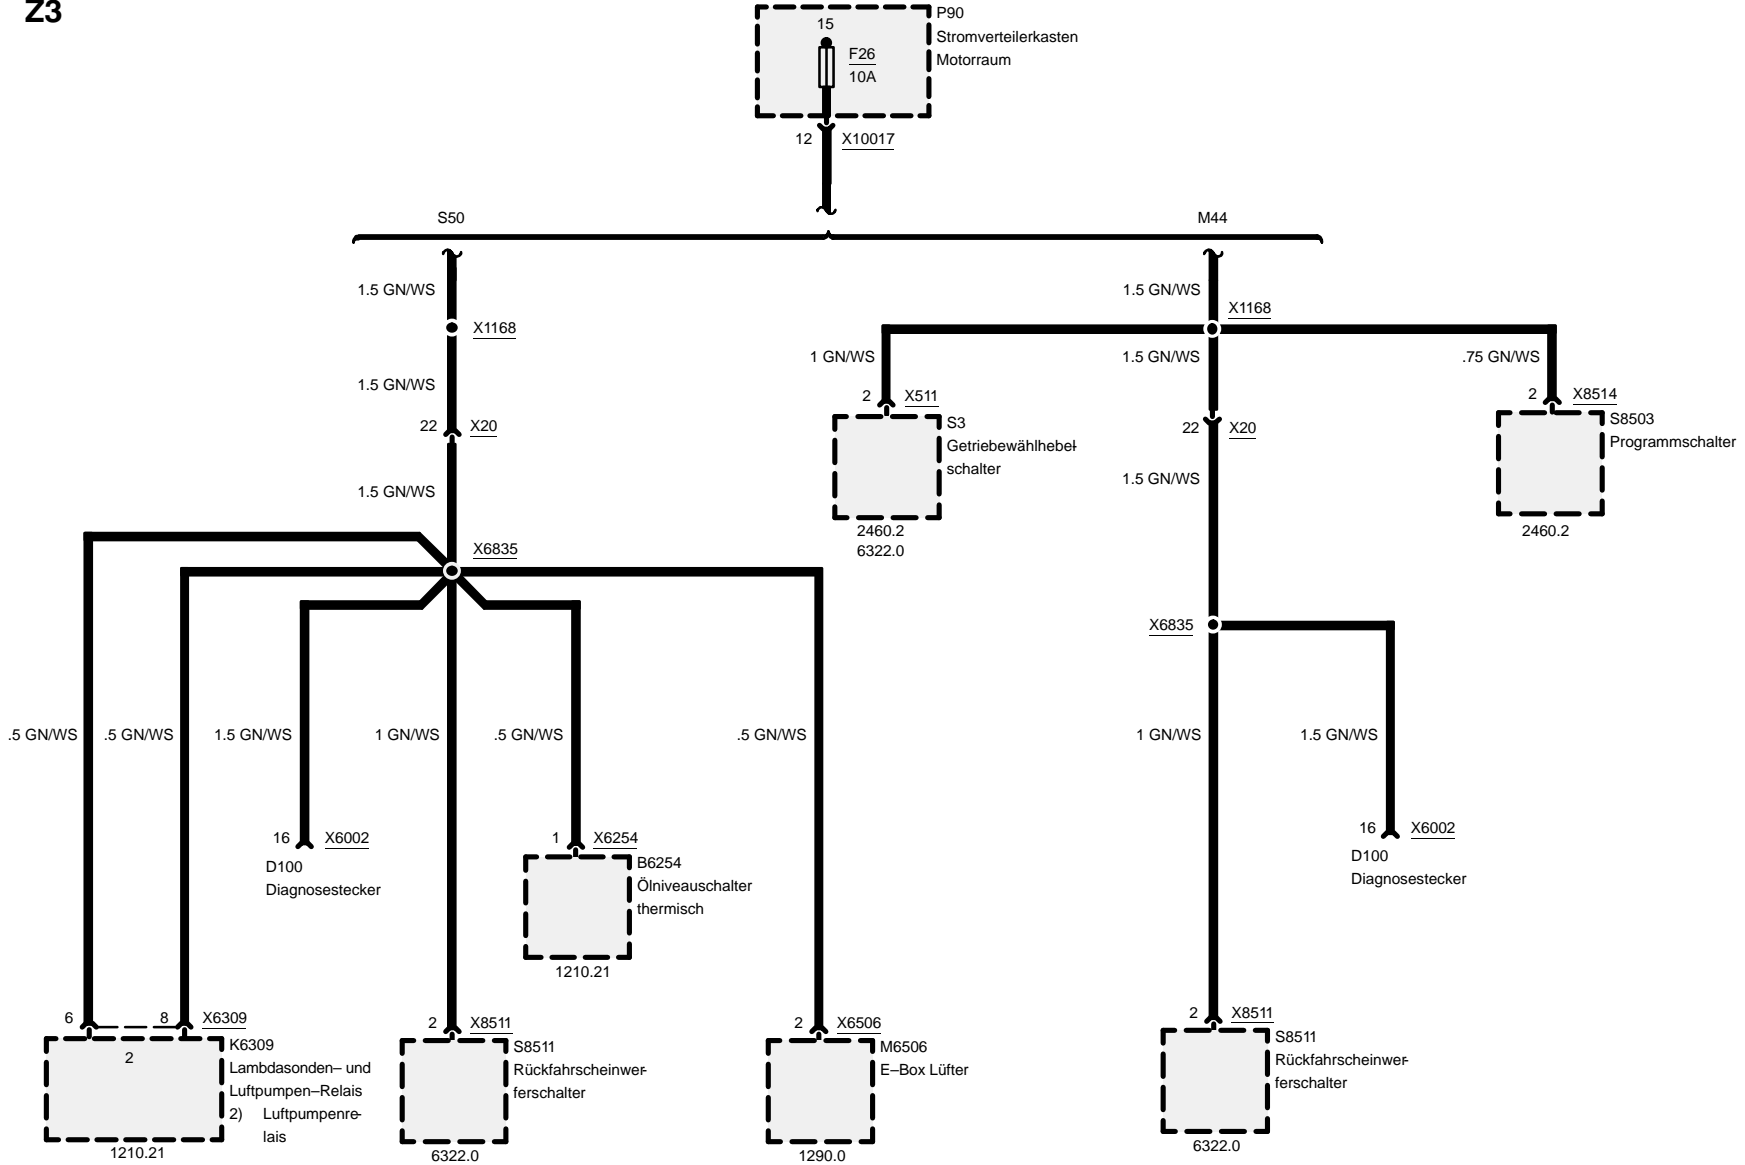 Z3
P90
Stromverteilerkasten
Motorraum
15
F26
10A
12
X10017
S50
M44
1.5 GN/WS
1.5 GN/WS
X1168
X1168
1 GN/WS
1.5 GN/WS
.75 GN/WS
1.5 GN/WS
2
X511
2
X8514
22
X20
S3
Getriebewählhebel-
schalter
22
X20
S8503
Programmschalter
1.5 GN/WS
1.5 GN/WS
2460.2
6322.0
2460.2
X6835
X6835
.5 GN/WS
.5 GN/WS
1.5 GN/WS
1 GN/WS
.5 GN/WS
.5 GN/WS
1 GN/WS
1.5 GN/WS
16
X6002
D100
Diagnosestecker
1
X6254
B6254
Ölniveauschalter
thermisch
1210.21
16
X6002
D100
Diagnosestecker
6
8
X6309
2
K6309
Lambdasonden– und
Luftpumpen–Relais
2) Luftpumpenre-
lais
1210.21
2
X8511
S8511
Rückfahrscheinwer-
ferschalter
6322.0
2
X6506
M6506
E–Box Lüfter
1290.0
2
X8511
S8511
Rückfahrscheinwer-
ferschalter
6322.0